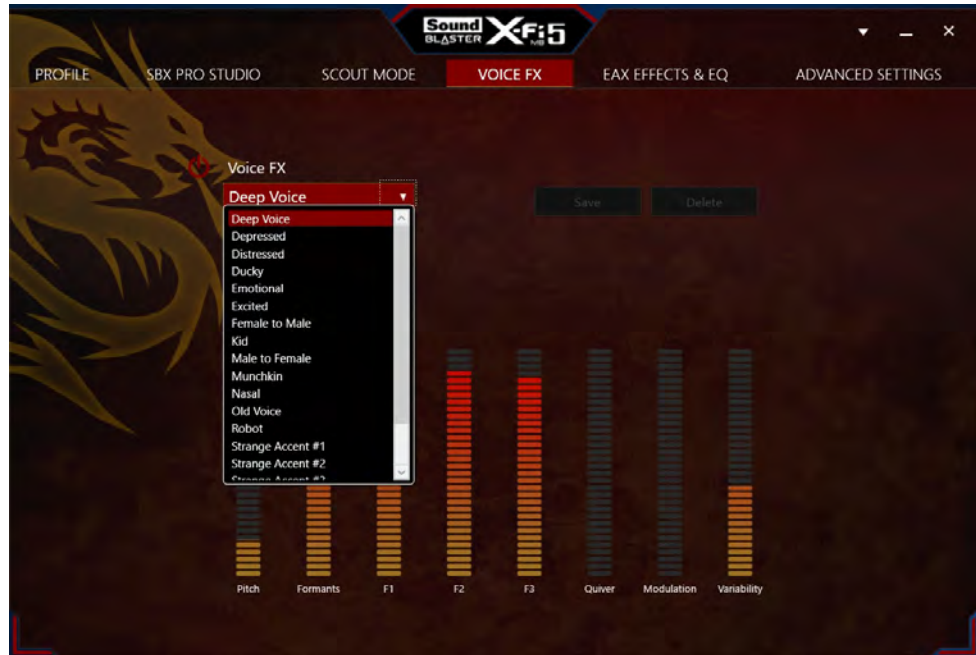 Sound BLASTER X-Fi MB 5
PROFILE SBX PRO STUDIO SCOUT MODE VOICE FX EAX EFFECTS & EQ ADVANCED SETTINGS
Voice FX
Deep Voice
Save Delete
Deep Voice
Depressed
Distressed
Ducky
Emotional
Excited
Female to Male
Kid
Male to Female
Munchkin
Nasal
Old Voice
Robot
Strange Accent #1
Strange Accent #2
Strange Accent #3
Pitch Formants F1 F2 F3 Quiver Modulation Variability